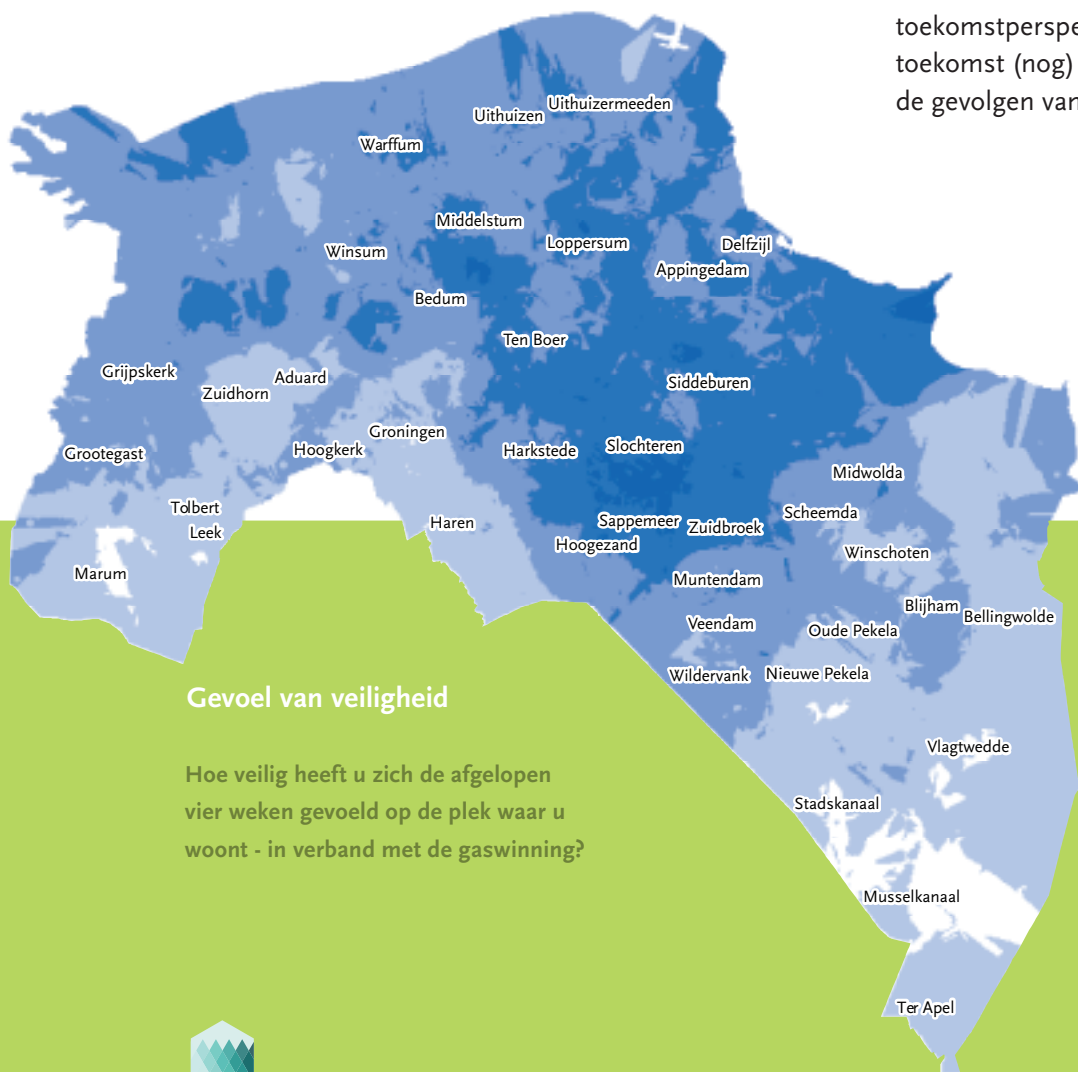 toekomstperspe
toekomst (nog)
de gevolgen van
Uithuizermeeden
Uithuizen
Warffum
Middelstum
Loppersum
Delfzijl
Winsum
Appingedam
Bedum
Ten Boer
Grijpskerk
Aduard
Siddeburen
Zuidhorn
Groningen
Grootegast
Hoogkerk
Harkstede
Slochteren
Midwolda
Tolbert
Scheemda
Haren
Sappemeer
Zuidbroek
Leek
Hoogezand
Winschoten
Marum
Muntendam
Blijham
Bellingwolde
Veendam
Oude Pekela
Wildervank
Nieuwe Pekela
Gevoel van veiligheid
Vlagtwedde
Hoe veilig heeft u zich de afgelopen
vier weken gevoeld op de plek waar u
woont - in verband met de gaswinning?
Stadskanaal
Musselkanaal
Ter Apel